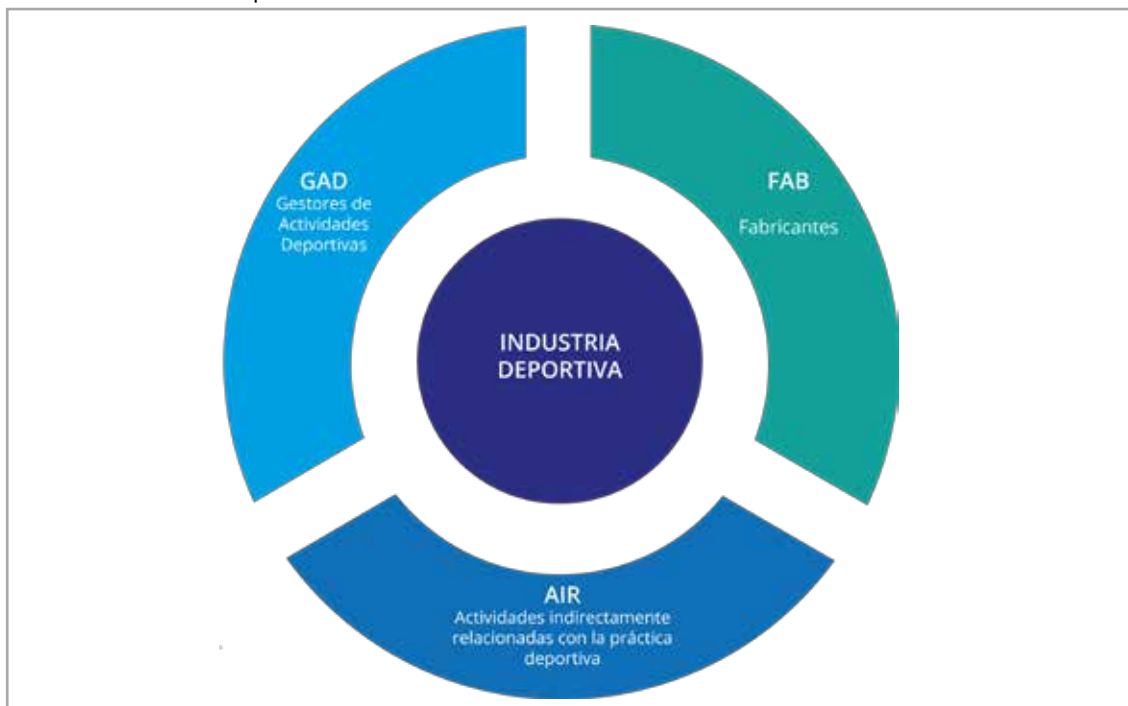 GAD
Gestores de
Actividades
Deportivas
FAB
Fabricantes
INDUSTRIA
DEPORTIVA
AIR
Actividades indirectamente
relacionadas con la práctica
deportiva